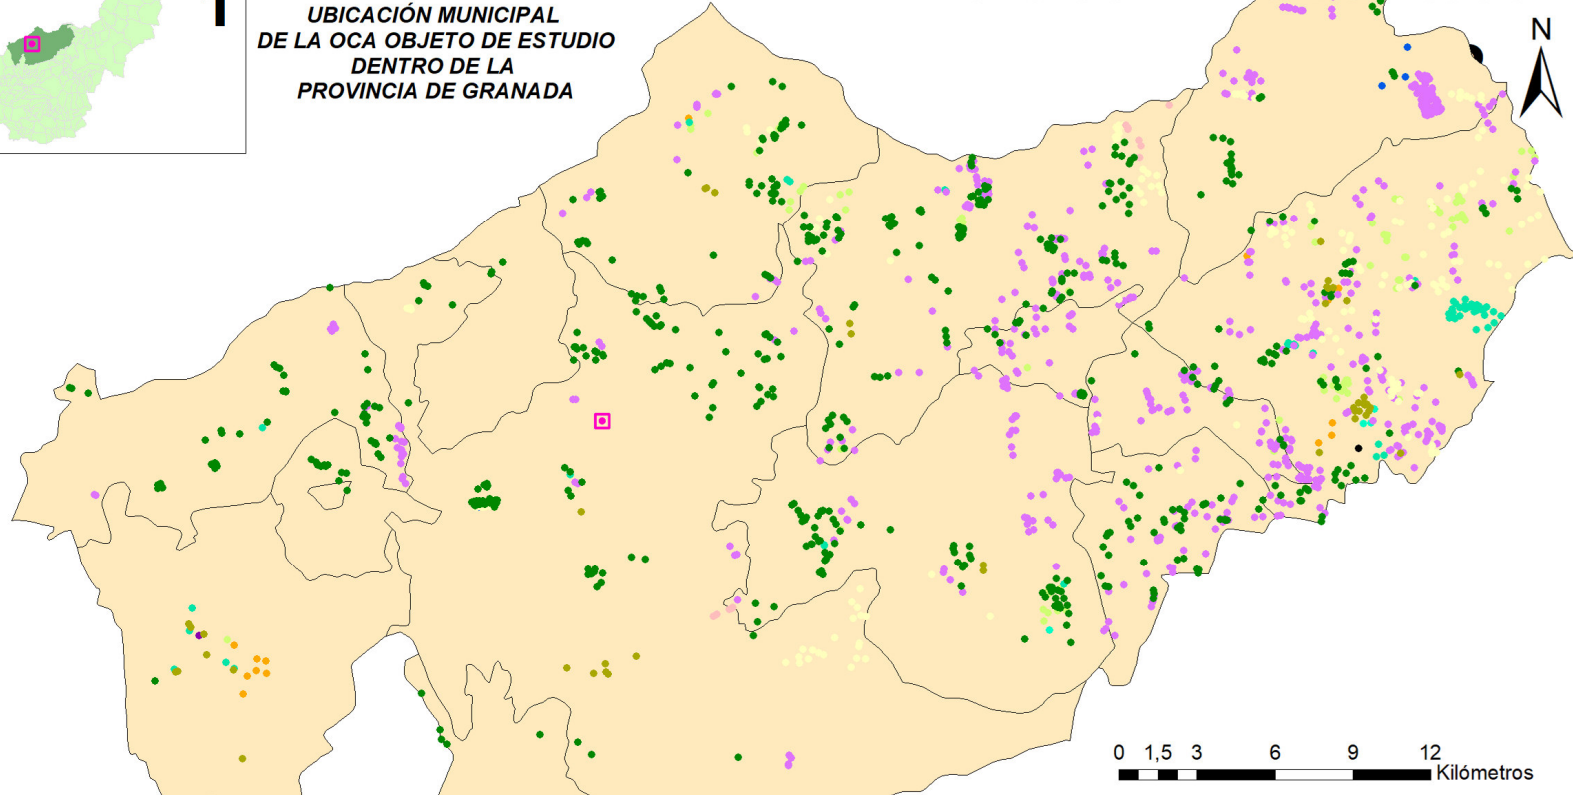 UBICACIÓN MUNICIPAL
DE LA OCA OBJETO DE ESTUDIO
DENTRO DE LA
PROVINCIA DE GRANADA
N
0 1,5 3 6 9 12
Kilómetros